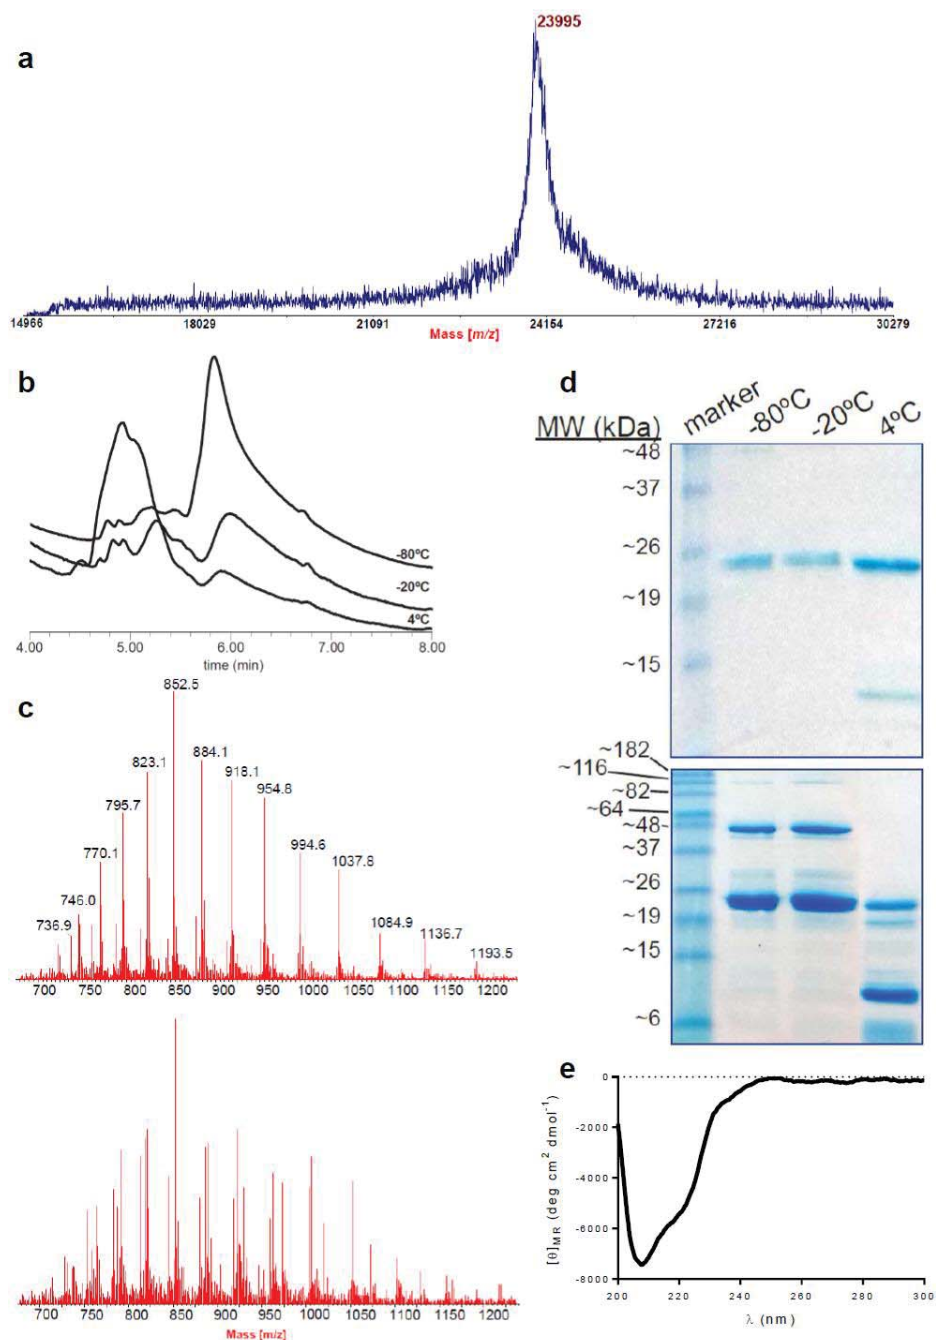 a
23995
14966 18029 21091 24154 27216 30279
Mass [m/z]
b
-80ºC
-20ºC
4ºC
4.00 5.00 6.00 7.00 8.00
time (min)
c
852.5
884.1
823.1
918.1
954.8
795.7
994.6
770.1
1037.8
746.0
736.9
1084.9
1136.7
1193.5
700 750 800 850 900 950 1000 1050 1100 1150 1200
700 750 800 850 900 950 1000 1050 1100 1150 1200
Mass [m/z]
d
MW (kDa) marker -80ºC -20ºC 4ºC
~48
~37
~26
~19
~15
~182
~116
~82
~64
~48
~37
~26
~19
~15
~6
e
0
-2000
-4000
-6000
-8000
[θ]MR (deg cm² dmol⁻¹)
200 220 240 260 280 300
λ (nm)